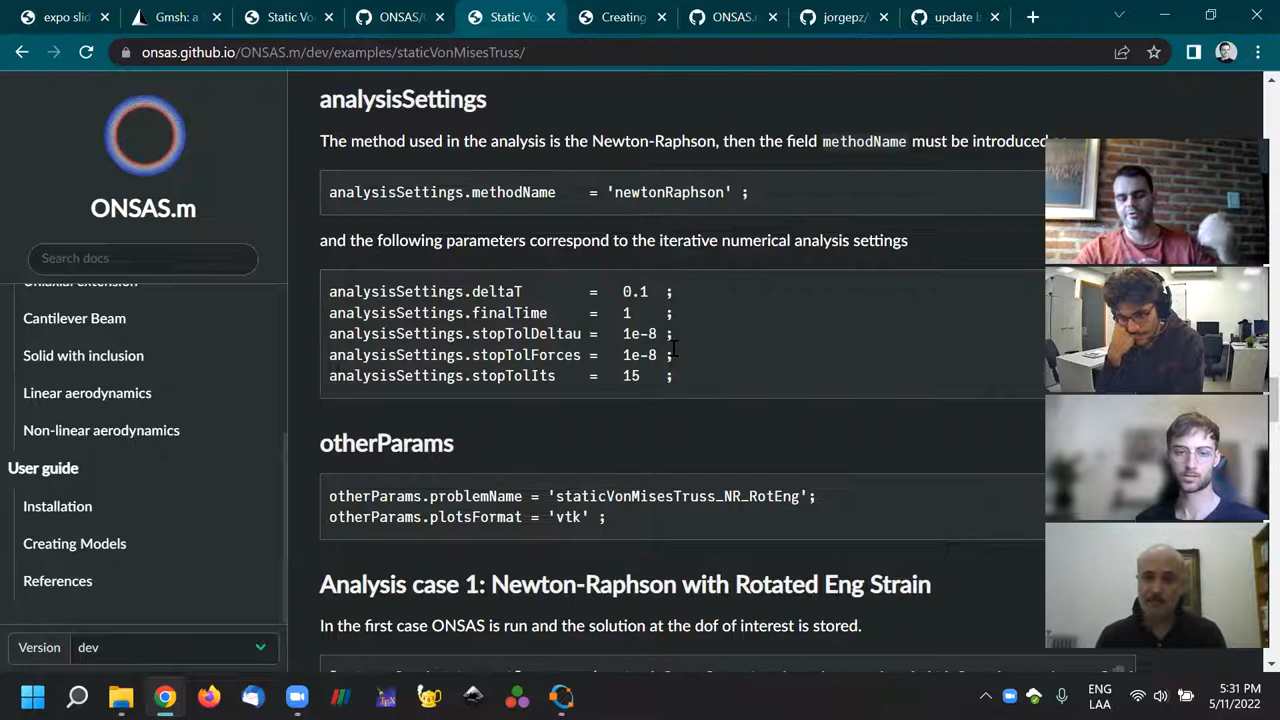 expo slid
Gmsh: a
Static Vo
ONSAS/C
Static Vo
Creating
ONSAS.m
jorgepz/
update b
onsas.github.io/ONSAS.m/dev/examples/staticVonMisesTruss/
ONSAS.m
Search docs
Cantilever Beam
Solid with inclusion
Linear aerodynamics
Non-linear aerodynamics
User guide
Installation
Creating Models
References
Version dev
analysisSettings
The method used in the analysis is the Newton-Raphson, then the field methodName must be introduced
analysisSettings.methodName = 'newtonRaphson' ;
and the following parameters correspond to the iterative numerical analysis settings
analysisSettings.deltaT = 0.1 ;
analysisSettings.finalTime = 1 ;
analysisSettings.stopTolDeltau = 1e-8 ;
analysisSettings.stopTolForces = 1e-8 ;
analysisSettings.stopTolIts = 15 ;
otherParams
otherParams.problemName = 'staticVonMisesTruss_NR_RotEng';
otherParams.plotsFormat = 'vtk' ;
Analysis case 1: Newton-Raphson with Rotated Eng Strain
In the first case ONSAS is run and the solution at the dof of interest is stored.
ENG
LAA
5:31 PM
5/11/2022